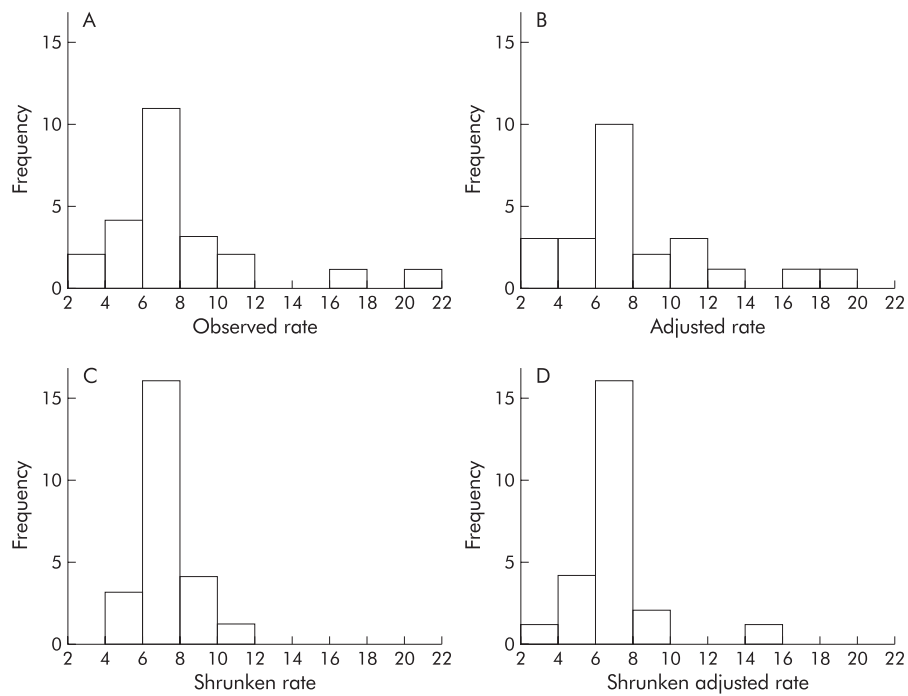 A
15
10
5
0
Frequency
2 4 6 8 10 12 14 16 18 20 22
Observed rate
B
15
10
5
0
Frequency
2 4 6 8 10 12 14 16 18 20 22
Adjusted rate
C
15
10
5
0
Frequency
2 4 6 8 10 12 14 16 18 20 22
Shrunken rate
D
15
10
5
0
Frequency
2 4 6 8 10 12 14 16 18 20 22
Shrunken adjusted rate